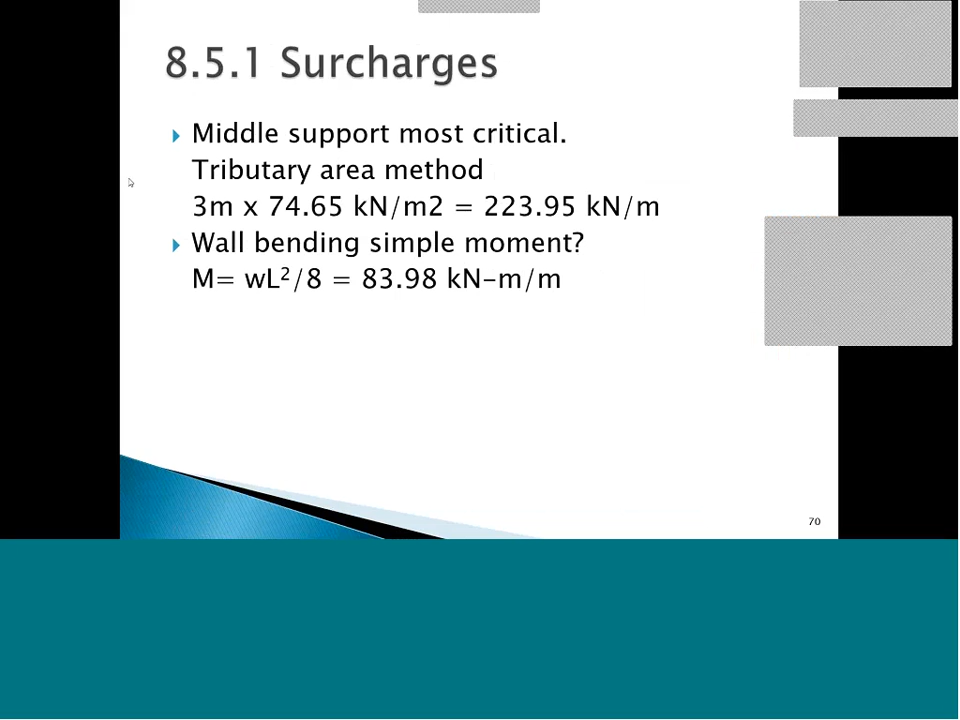 8.5.1 Surcharges
Middle support most critical.
Tributary area method
3m x 74.65 kN/m2 = 223.95 kN/m
Wall bending simple moment?
M= wL²/8 = 83.98 kN-m/m
70